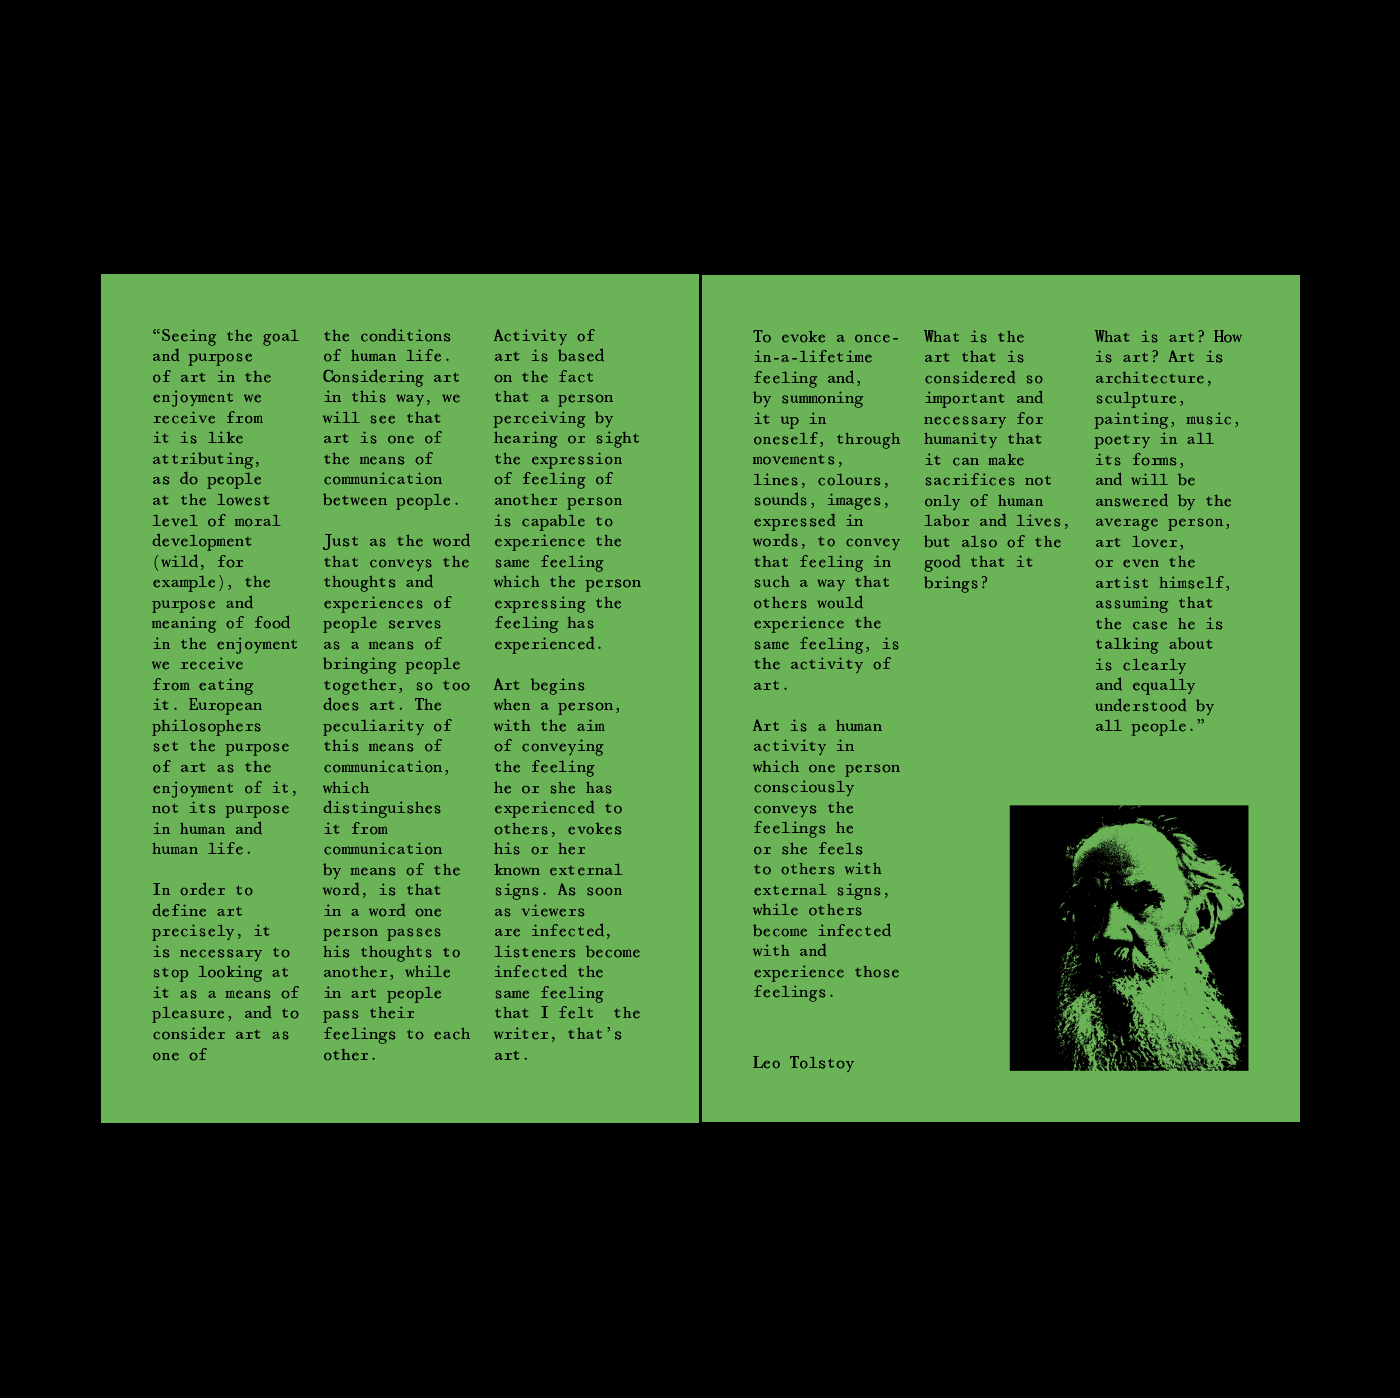 “Seeing the goal
and purpose
of art in the
enjoyment we
receive from
it is like
attributing,
as do people
at the lowest
level of moral
development
(wild, for
example), the
purpose and
meaning of food
in the enjoyment
we receive
from eating
it. European
philosophers
set the purpose
of art as the
enjoyment of it,
not its purpose
in human and
human life.
In order to
define art
precisely, it
is necessary to
stop looking at
it as a means of
pleasure, and to
consider art as
one of
the conditions
of human life.
Considering art
in this way, we
will see that
art is one of
the means of
communication
between people.
Just as the word
that conveys the
thoughts and
experiences of
people serves
as a means of
bringing people
together, so too
does art. The
peculiarity of
this means of
communication,
which
distinguishes
it from
communication
by means of the
word, is that
in a word one
person passes
his thoughts to
another, while
in art people
pass their
feelings to each
other.
Activity of
art is based
on the fact
that a person
perceiving by
hearing or sight
the expression
of feeling of
another person
is capable to
experience the
same feeling
which the person
expressing the
feeling has
experienced.
Art begins
when a person,
with the aim
of conveying
the feeling
he or she has
experienced to
others, evokes
his or her
known external
signs. As soon
as viewers
are infected,
listeners become
infected the
same feeling
that I felt  the
writer, that’s
art.
To evoke a once-
in-a-lifetime
feeling and,
by summoning
it up in
oneself, through
movements,
lines, colours,
sounds, images,
expressed in
words, to convey
that feeling in
such a way that
others would
experience the
same feeling, is
the activity of
art.
Art is a human
activity in
which one person
consciously
conveys the
feelings he
or she feels
to others with
external signs,
while others
become infected
with and
experience those
feelings.
What is the
art that is
considered so
important and
necessary for
humanity that
it can make
sacrifices not
only of human
labor and lives,
but also of the
good that it
brings?
What is art? How
is art? Art is
architecture,
sculpture,
painting, music,
poetry in all
its forms,
and will be
answered by the
average person,
art lover,
or even the
artist himself,
assuming that
the case he is
talking about
is clearly
and equally
understood by
all people.”
Leo Tolstoy